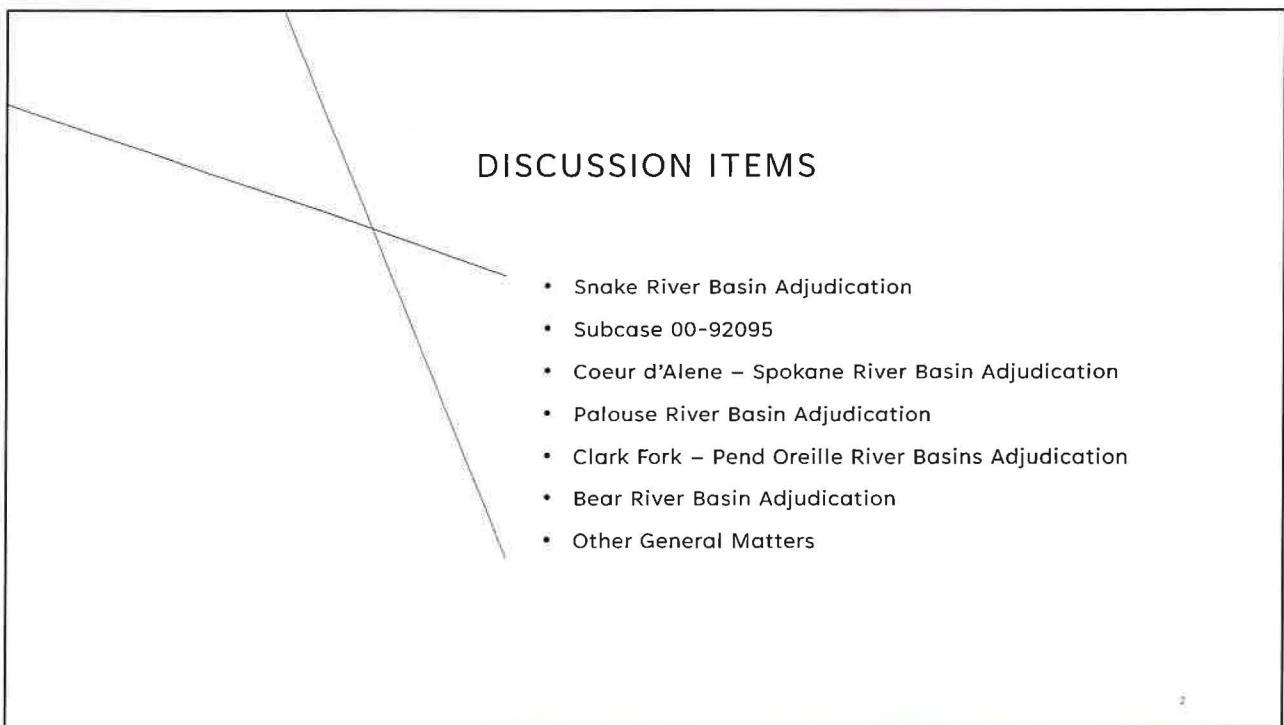 DISCUSSION ITEMS
• Snake River Basin Adjudication
• Subcase 00-92095
• Coeur d'Alene – Spokane River Basin Adjudication
• Palouse River Basin Adjudication
• Clark Fork – Pend Oreille River Basins Adjudication
• Bear River Basin Adjudication
• Other General Matters
2